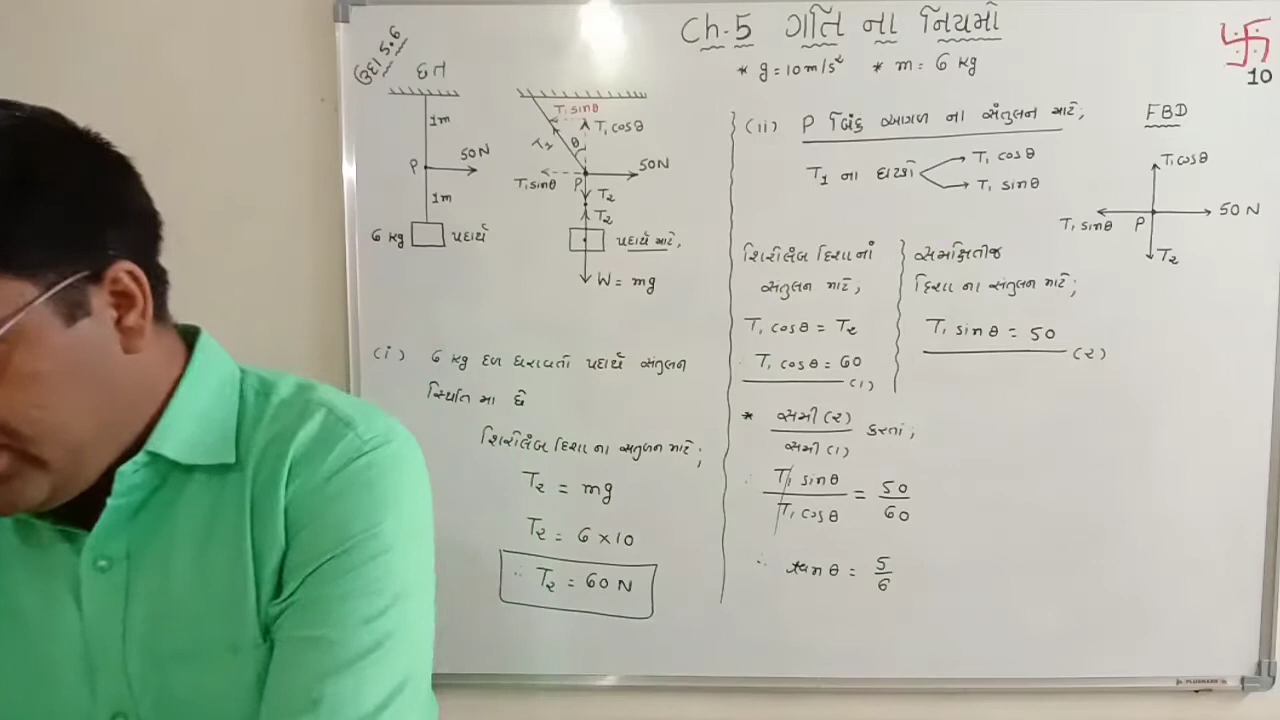 Ch-5 ગતિ ના નિયમો
10
* g = 10 m/s² * m = 6 kg
ઉદા 5.6
છત
1m
P
50N
1m
6 kg પદાર્થ
T₁ sinθ
T₁ cosθ
θ
T₁
50N
T₁ sinθ
P
T₂
T₂
પદાર્થ માટે,
W = mg
(i) 6 kg દળ ધરાવતો પદાર્થ સંતુલન
સ્થિતિ માં છે
શિરોલંબ દિશા ના સંતુલન માટે;
T₂ = mg
T₂ = 6 × 10
∴ T₂ = 60 N
(ii) P બિંદુ આગળ ના સંતુલન માટે;
T₁ ના ઘટકો
T₁ cosθ
T₁ sinθ
FBD
T₁ cosθ
50 N
T₁ sinθ
P
T₂
શિરોલંબ દિશાનાં
સંતુલન માટે,
T₁ cosθ = T₂
T₁ cosθ = 60
(1)
સમક્ષિતીજ
દિશા ના સંતુલન માટે;
T₁ sinθ = 50
(2)
* સમી (2) / સમી (1) કરતાં,
∴ T₁ sinθ / T₁ cosθ = 50 / 60
∴ tanθ = 5 / 6